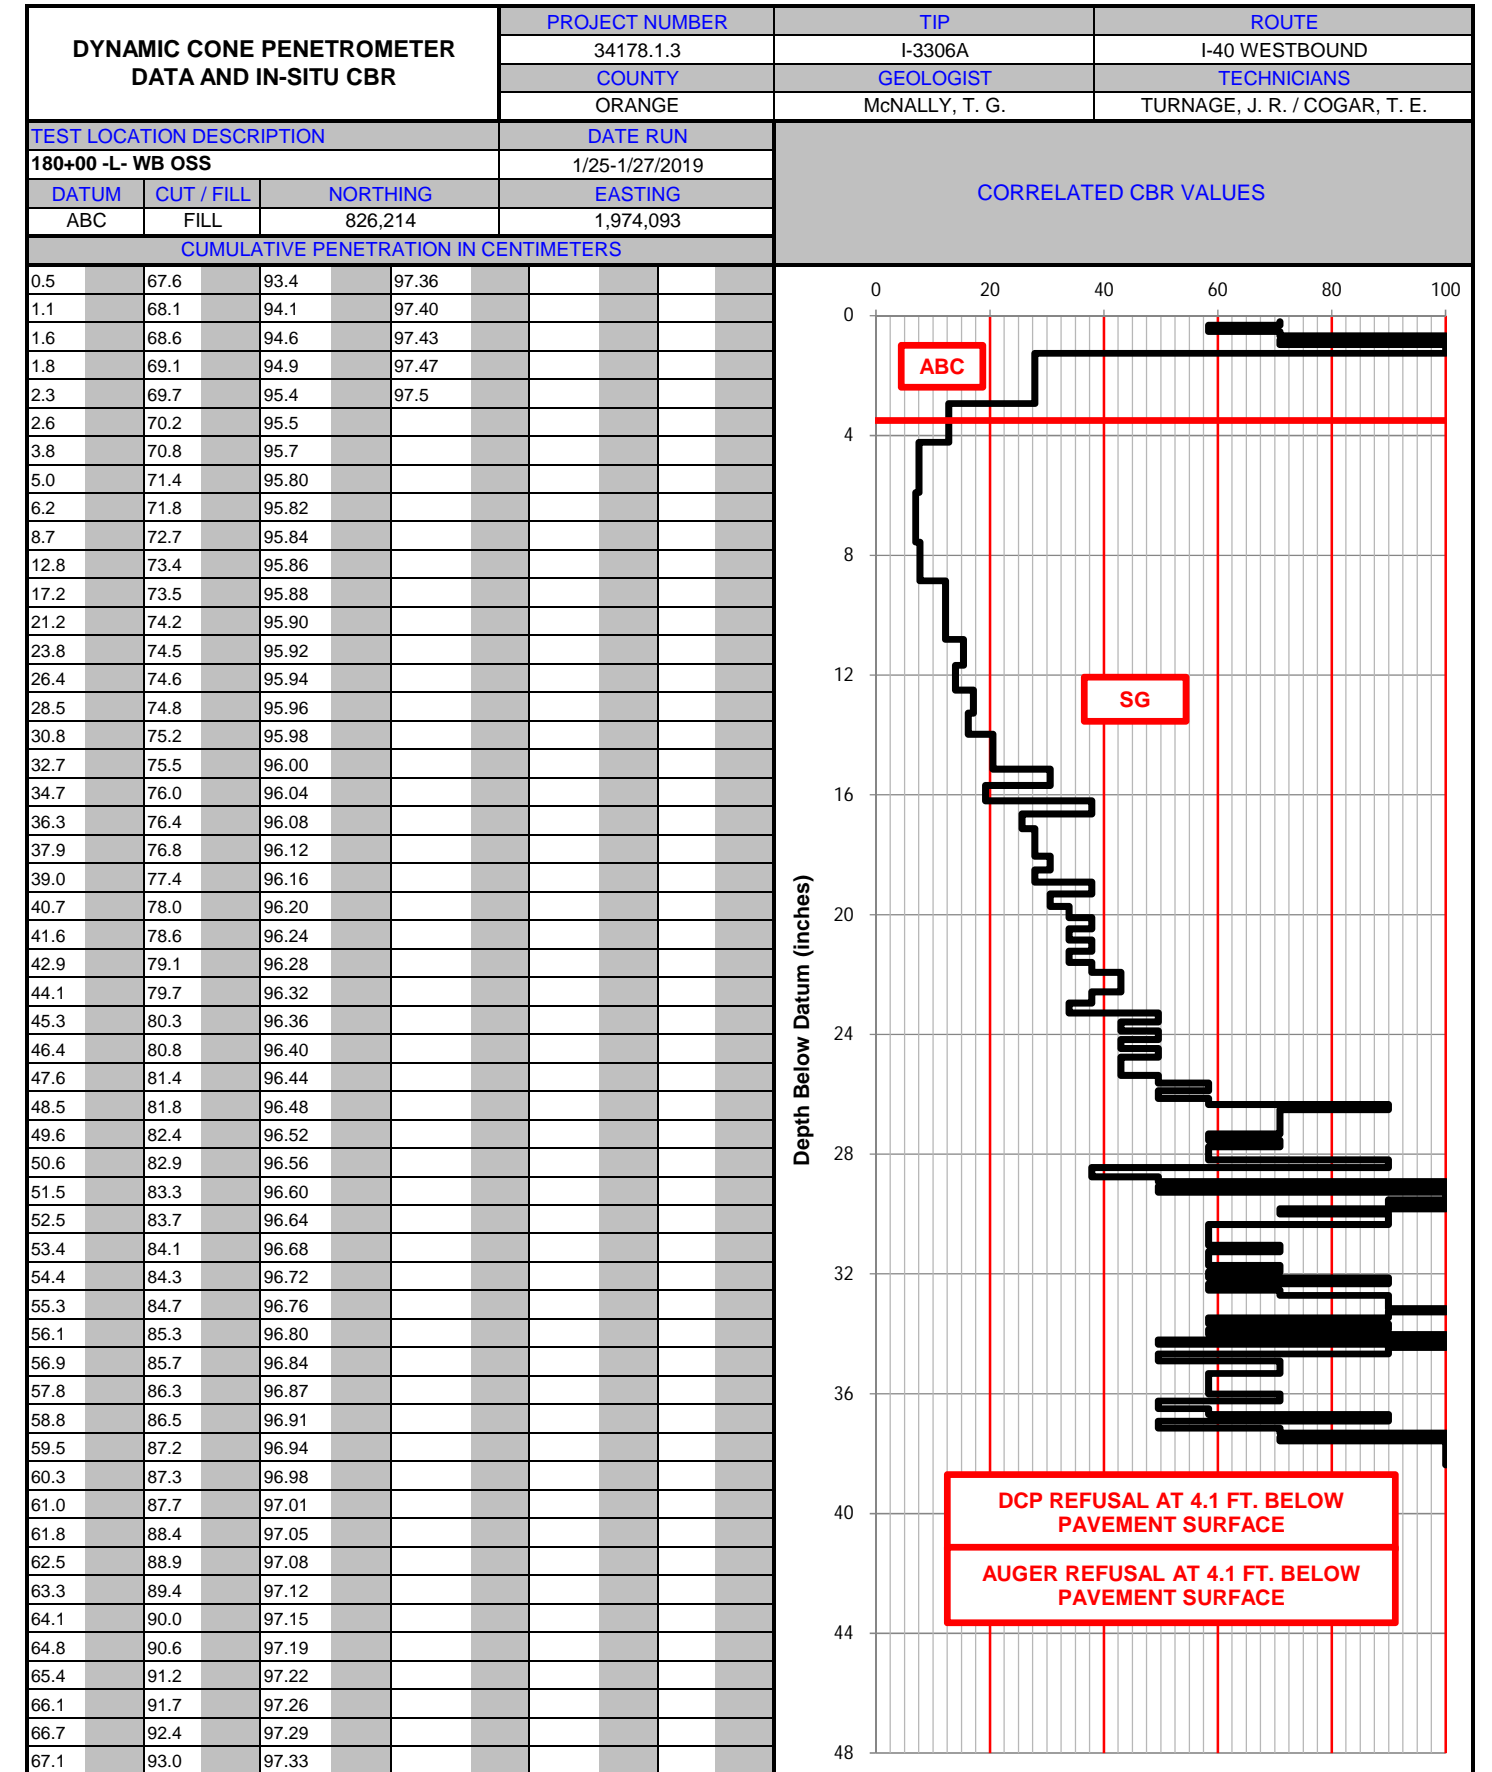 DYNAMIC CONE PENETROMETER
DATA AND IN-SITU CBR
PROJECT NUMBER TIP ROUTE
34178.1.3 I-3306A I-40 WESTBOUND
COUNTY GEOLOGIST TECHNICIANS
ORANGE McNALLY, T. G. TURNAGE, J. R. / COGAR, T. E.
TEST LOCATION DESCRIPTION DATE RUN
180+00 -L- WB OSS 1/25-1/27/2019
DATUM CUT / FILL NORTHING EASTING
ABC FILL 826,214 1,974,093
CUMULATIVE PENETRATION IN CENTIMETERS
0.5 67.6 93.4 97.36
1.1 68.1 94.1 97.40
1.6 68.6 94.6 97.43
1.8 69.1 94.9 97.47
2.3 69.7 95.4 97.5
2.6 70.2 95.5
3.8 70.8 95.7
5.0 71.4 95.80
6.2 71.8 95.82
8.7 72.7 95.84
12.8 73.4 95.86
17.2 73.5 95.88
21.2 74.2 95.90
23.8 74.5 95.92
26.4 74.6 95.94
28.5 74.8 95.96
30.8 75.2 95.98
32.7 75.5 96.00
34.7 76.0 96.04
36.3 76.4 96.08
37.9 76.8 96.12
39.0 77.4 96.16
40.7 78.0 96.20
41.6 78.6 96.24
42.9 79.1 96.28
44.1 79.7 96.32
45.3 80.3 96.36
46.4 80.8 96.40
47.6 81.4 96.44
48.5 81.8 96.48
49.6 82.4 96.52
50.6 82.9 96.56
51.5 83.3 96.60
52.5 83.7 96.64
53.4 84.1 96.68
54.4 84.3 96.72
55.3 84.7 96.76
56.1 85.3 96.80
56.9 85.7 96.84
57.8 86.3 96.87
58.8 86.5 96.91
59.5 87.2 96.94
60.3 87.3 96.98
61.0 87.7 97.01
61.8 88.4 97.05
62.5 88.9 97.08
63.3 89.4 97.12
64.1 90.0 97.15
64.8 90.6 97.19
65.4 91.2 97.22
66.1 91.7 97.26
66.7 92.4 97.29
67.1 93.0 97.33
CORRELATED CBR VALUES
0 20 40 60 80 100
0
4
8
12
16
20
24
28
32
36
40
44
48
Depth Below Datum (inches)
ABC
SG
DCP REFUSAL AT 4.1 FT. BELOW
PAVEMENT SURFACE
AUGER REFUSAL AT 4.1 FT. BELOW
PAVEMENT SURFACE